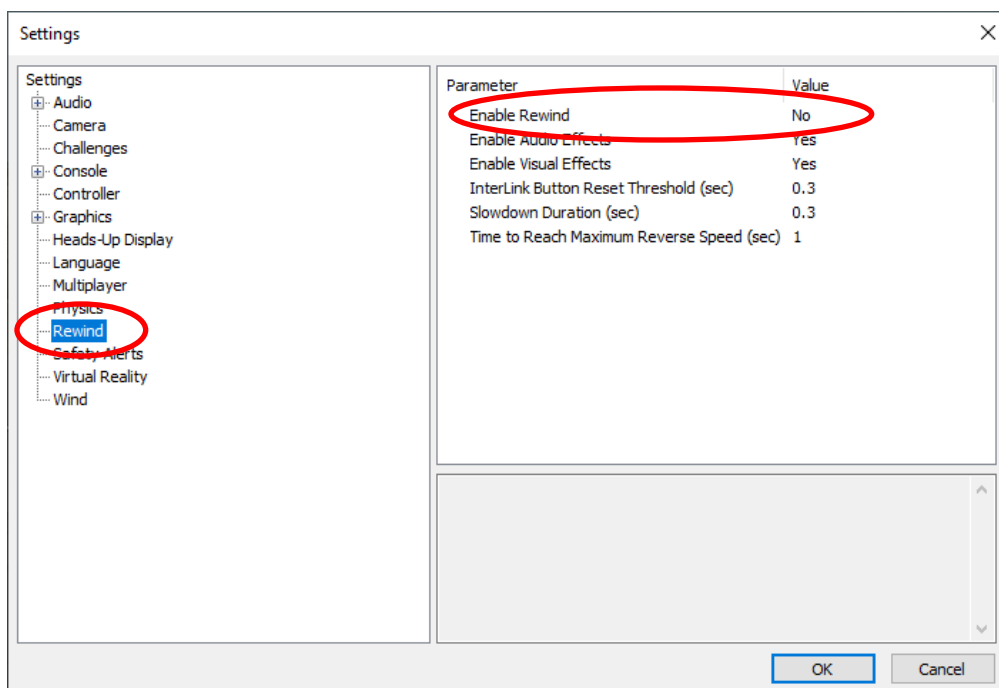 Settings
Settings
Audio
Camera
Challenges
Console
Controller
Graphics
Heads-Up Display
Language
Multiplayer
Physics
Rewind
Safety Alerts
Virtual Reality
Wind
Parameter Value
Enable Rewind No
Enable Audio Effects Yes
Enable Visual Effects Yes
InterLink Button Reset Threshold (sec) 0.3
Slowdown Duration (sec) 0.3
Time to Reach Maximum Reverse Speed (sec) 1
OK Cancel